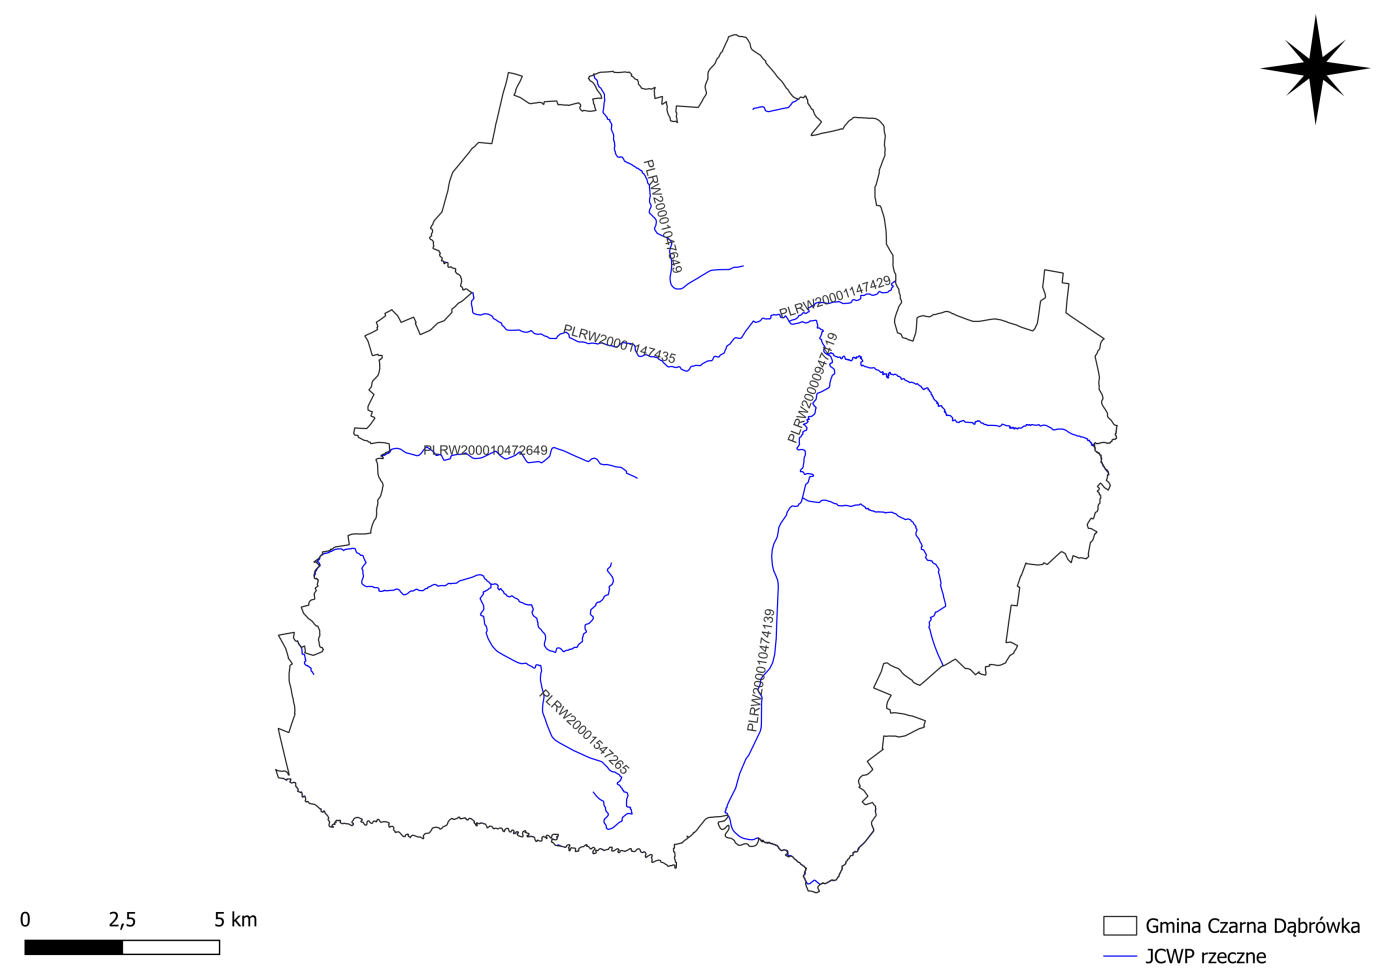 PLRW20001047649
PLRW20001147429
PLRW20001147435
PLRW20000947419
PLRW200010472649
PLRW200010474139
PLRW20001547265
0 2,5 5 km
Gmina Czarna Dąbrówka
JCWP rzeczne